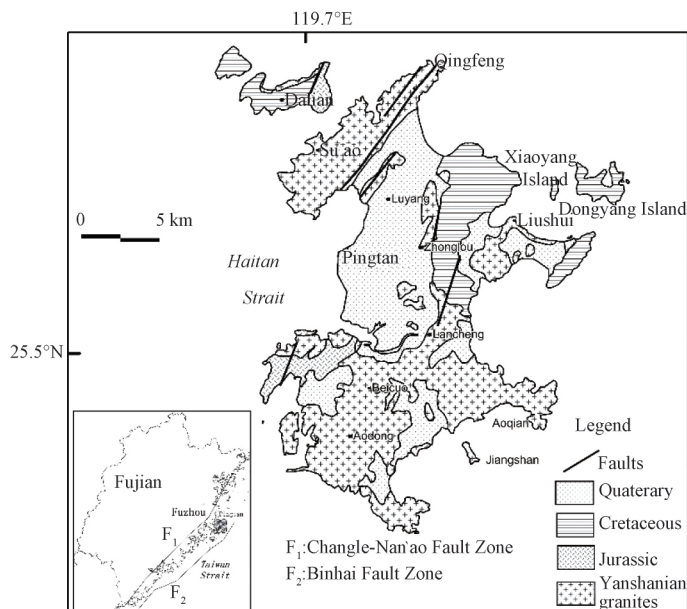 119.7°E
Qingfeng
Dalian
Su'ao
Xiaoyang
Island
Luyang
Dongyang Island
0 5 km
Liushui
Zhonglou
Haitan
Pingtan
Strait
Lancheng
25.5°N
Beicuo
Aoqian
Legend
Aodong
Jiangshan
Faults
Fujian
Quaterary
Fuzhou
Cretaceous
F1
F1:Changle-Nan'ao Fault Zone
Jurassic
Taiwan
Strait
F2:Binhai Fault Zone
F2
Yanshanian
granites